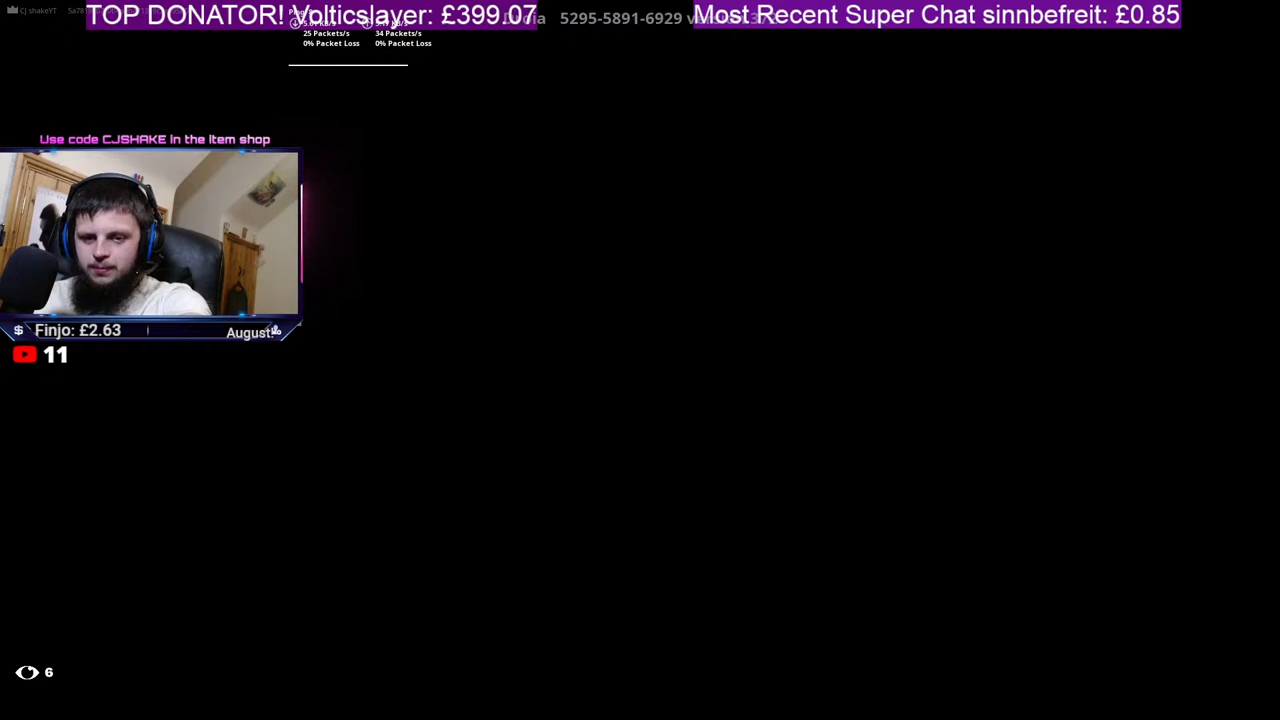 TOP DONATOR! volticslayer: £399.07
5295-5891-6929
Most Recent Super Chat sinnbefreit: £0.85
CJ shakeYT
25 Packets/s
34 Packets/s
0% Packet Loss
0% Packet Loss
Use code CJSHAKE in the item shop
$ Finjo: £2.63
August:
11
6